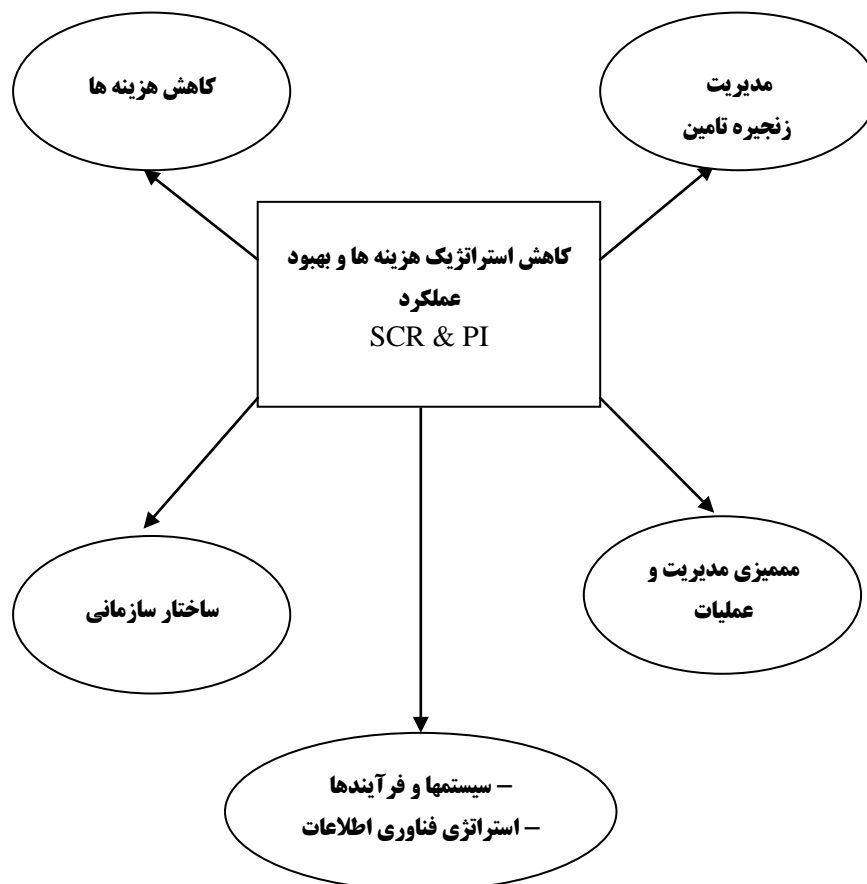 مدیریت
زنجیره تامین
کاهش هزینه ها
کاهش استراتژیک هزینه ها و بهبود
عملکرد
SCR & PI
مممیزی مدیریت و
عملیات
ساختار سازمانی
– سیستمها و فرآیندها
– استراتژی فناوری اطلاعات